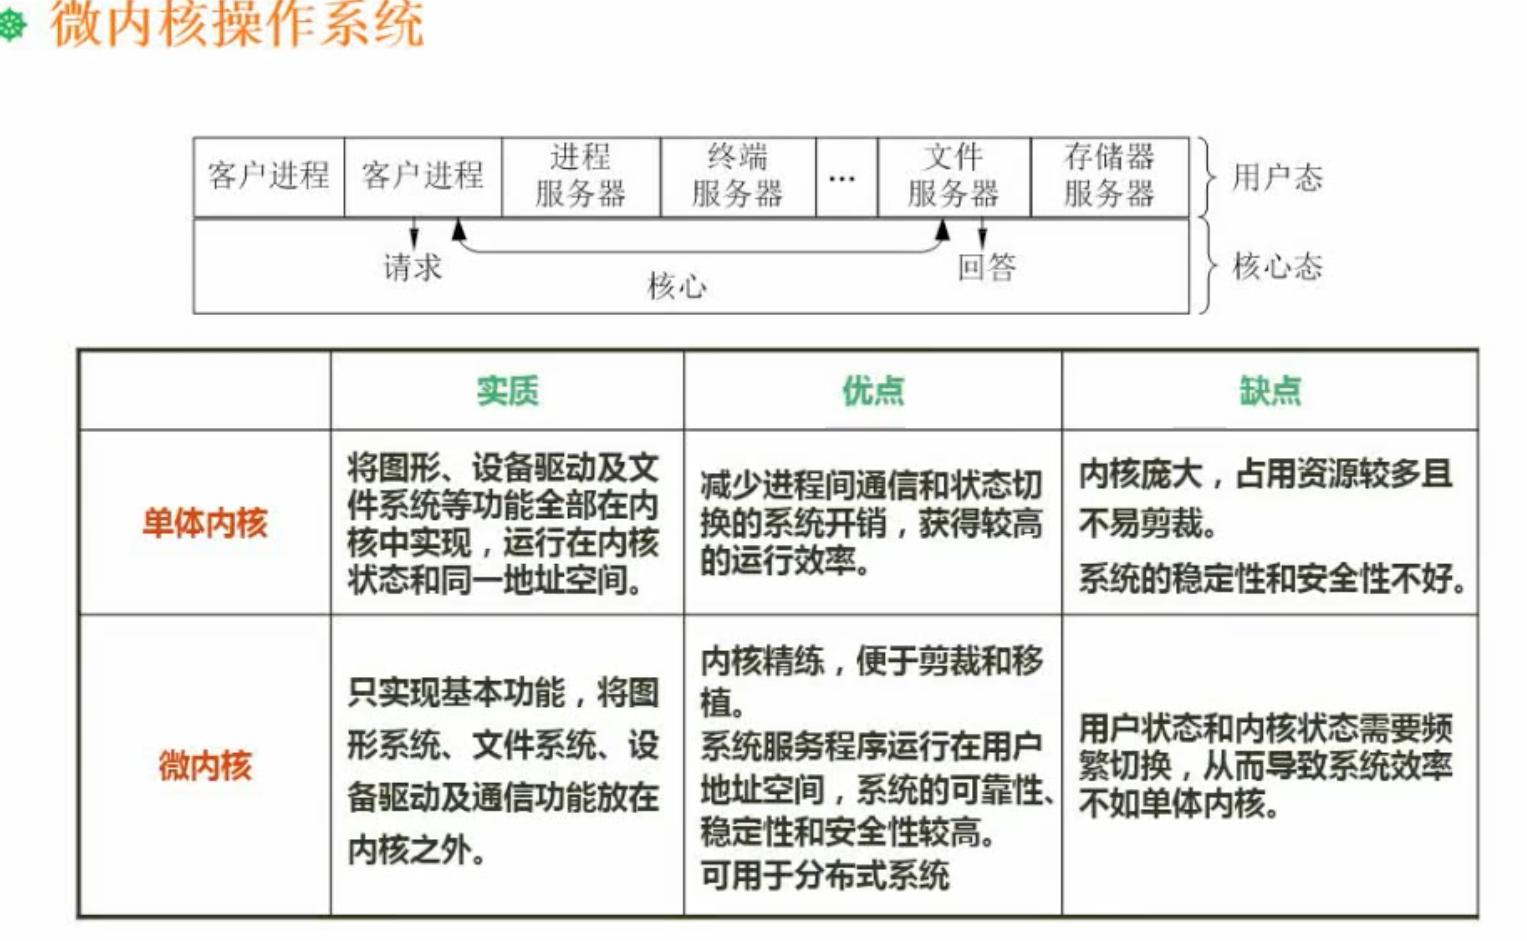 微内核操作系统
客户进程
客户进程
进程
服务器
终端
服务器
...
文件
服务器
存储器
服务器
用户态
请求
核心
回答
核心态
实质
优点
缺点
单体内核
将图形、设备驱动及文
件系统等功能全部在内
核中实现，运行在内核
状态和同一地址空间。
减少进程间通信和状态切
换的系统开销，获得较高
的运行效率。
内核庞大，占用资源较多且
不易剪裁。
系统的稳定性和安全性不好。
微内核
只实现基本功能，将图
形系统、文件系统、设
备驱动及通信功能放在
内核之外。
内核精练，便于剪裁和移
植。
系统服务程序运行在用户
地址空间，系统的可靠性、
稳定性和安全性较高。
可用于分布式系统
用户状态和内核状态需要频
繁切换，从而导致系统效率
不如单体内核。